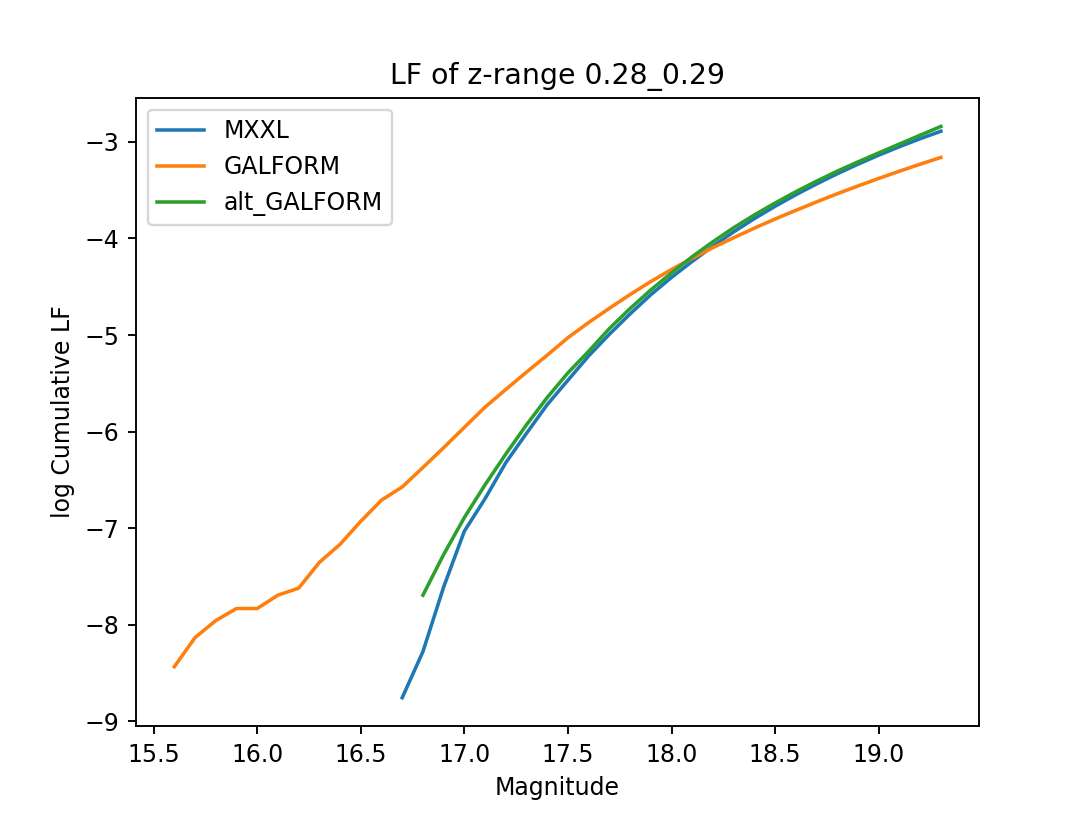 LF of z-range 0.28_0.29
MXXL
GALFORM
alt_GALFORM
log Cumulative LF
−3
−4
−5
−6
−7
−8
−9
15.5 16.0 16.5 17.0 17.5 18.0 18.5 19.0
Magnitude